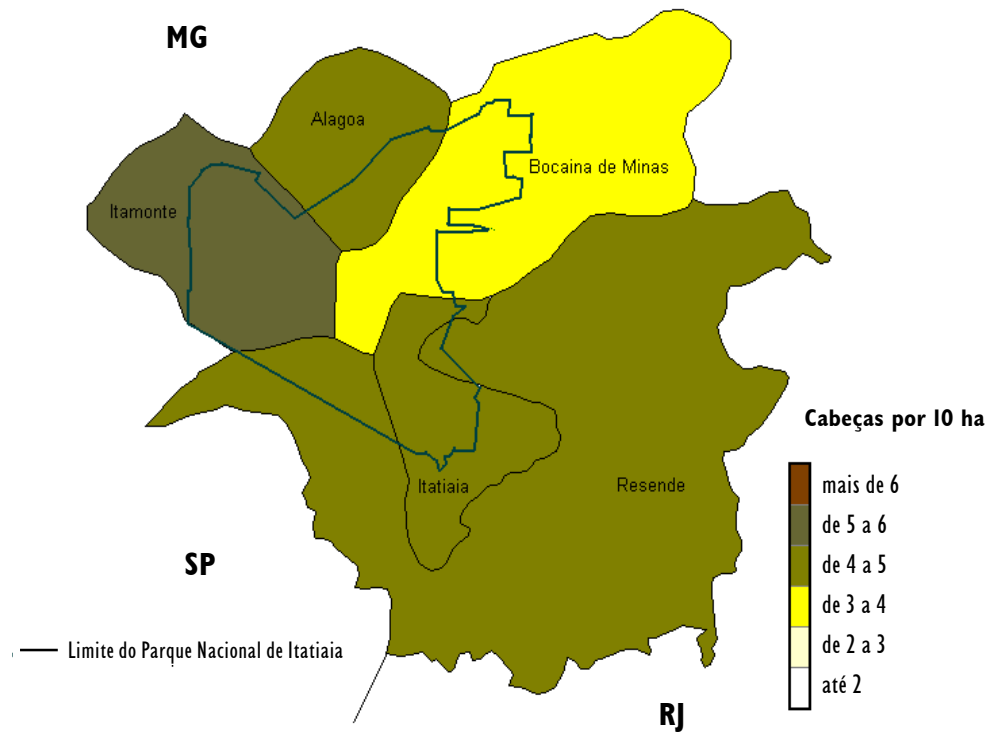 MG
Alagoa
Bocaina de Minas
Itamonte
Cabeças por 10 ha
mais de 6
Itatiaia
Resende
de 5 a 6
SP
de 4 a 5
de 3 a 4
Limite do Parque Nacional de Itatiaia
de 2 a 3
até 2
RJ